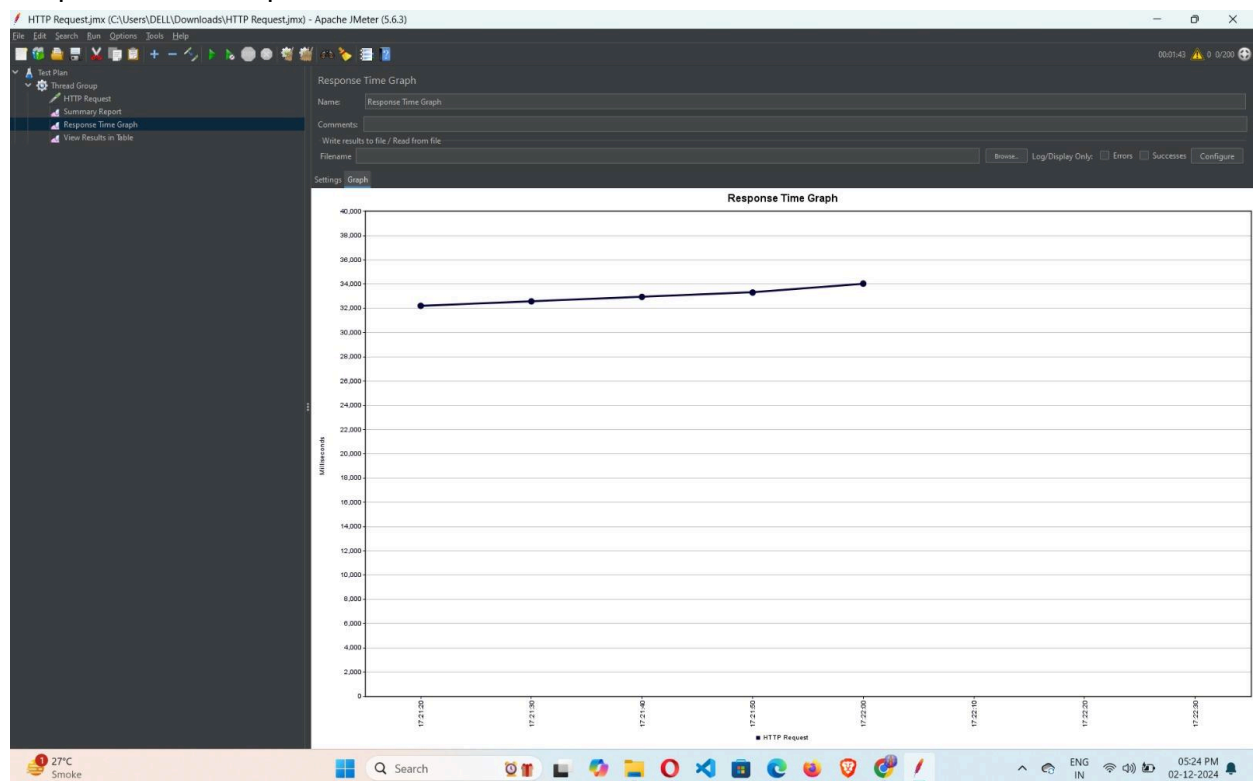 HTTP Request.jmx (C:\Users\DELL\Downloads\HTTP Request.jmx) - Apache JMeter (5.6.3)
File Edit Search Run Options Tools Help
00:01:43 0 0/200
Test Plan
Thread Group
HTTP Request
Summary Report
Response Time Graph
View Results in Table
Response Time Graph
Name: Response Time Graph
Comments:
Write results to file / Read from file
Filename Browse... Log/Display Only: Errors Successes Configure
Settings Graph
Response Time Graph
40,000
38,000
36,000
34,000
32,000
30,000
28,000
26,000
24,000
22,000
20,000
18,000
16,000
14,000
12,000
10,000
8,000
6,000
4,000
2,000
0
Milliseconds
17:21:20 17:21:30 17:21:40 17:21:50 17:22:00 17:22:10 17:22:20 17:22:30
HTTP Request
1
27°C
Smoke
Search
ENG
IN
05:24 PM
02-12-2024